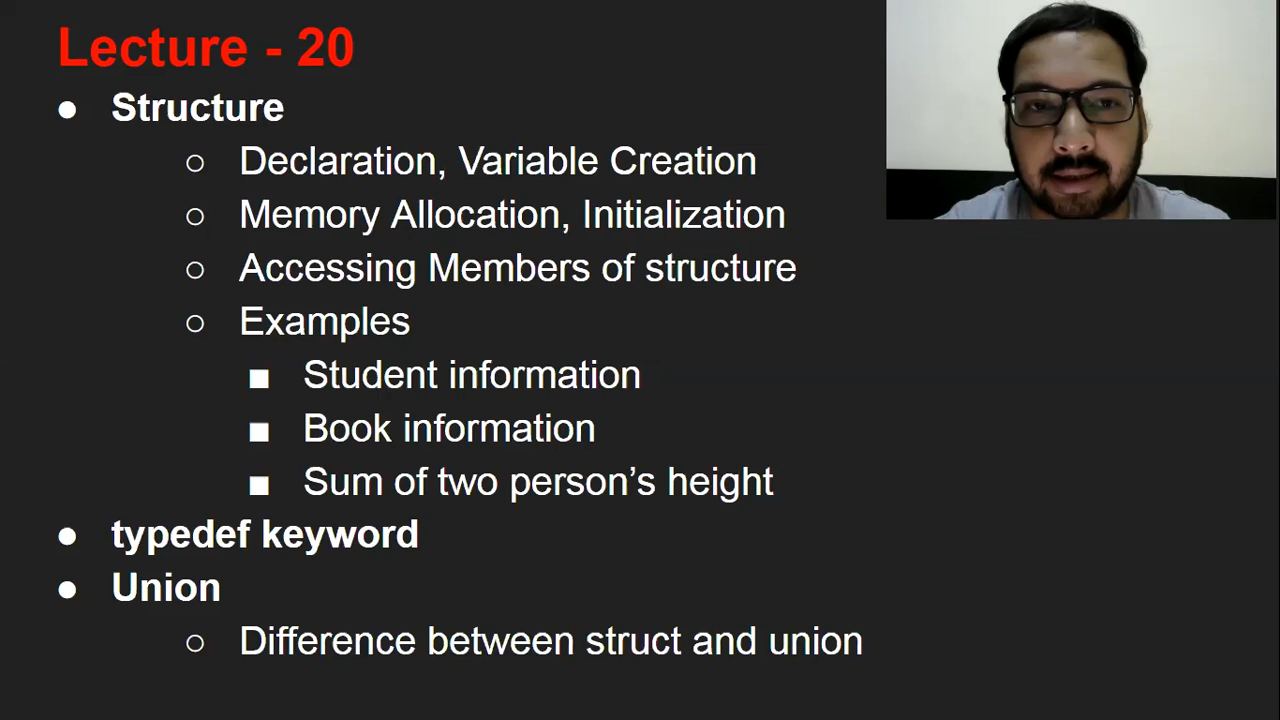 Lecture - 20
● Structure
○ Declaration, Variable Creation
○ Memory Allocation, Initialization
○ Accessing Members of structure
○ Examples
■ Student information
■ Book information
■ Sum of two person’s height
● typedef keyword
● Union
○ Difference between struct and union